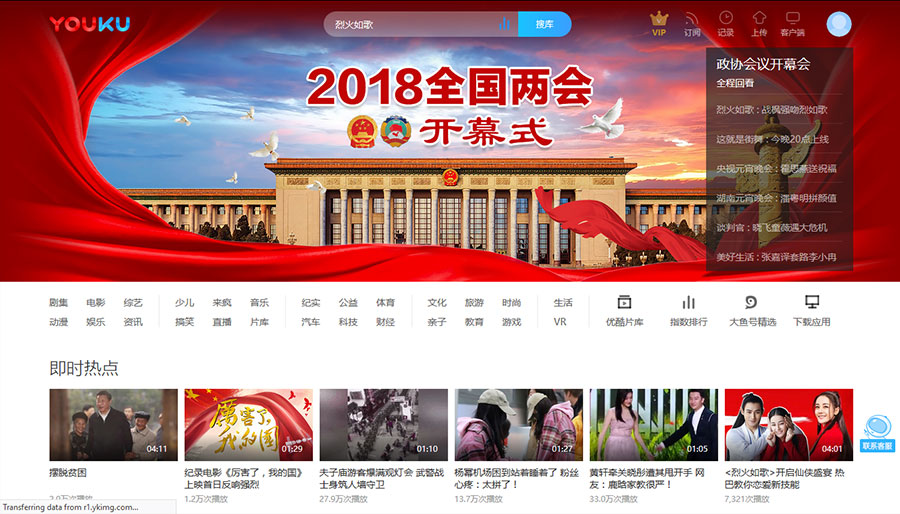 YOUKU
烈火如歌
搜库
VIP
订阅
记录
上传
客户端
2018全国两会
开幕式
政协会议开幕会
全程回看
烈火如歌:战枫强吻烈如歌
这就是街舞:今晚20点上线
央视元宵晚会:霍思燕送祝福
湖南元宵晚会:潘粤明拼颜值
谈判官:晓飞童薇遇大危机
美好生活:张嘉译套路李小冉
剧集 电影 综艺 少儿 来疯 音乐 纪实 公益 体育 文化 旅游 时尚 生活
动漫 娱乐 资讯 搞笑 直播 片库 汽车 科技 财经 亲子 教育 游戏 VR
优酷片库 指数排行 大鱼号精选 下载应用
即时热点
04:11
厉害了,
我的国
01:29
01:10
01:27
01:05
04:01
摆脱贫困
2.0万次播放
纪录电影《厉害了,我的国》
上映首日反响强烈
1.2万次播放
夫子庙游客爆满观灯会 武警战
士身筑人墙守卫
27.9万次播放
杨幂机场困到站着睡着了 粉丝
心疼:太拼了!
13.7万次播放
黄轩牵关晓彤遭其甩开手 网
友:鹿晗家教很严!
33.0万次播放
<烈火如歌>开启仙侠盛宴 热
巴教你恋爱新技能
7,321次播放
联系客服
Transferring data from r1.ykimg.com...